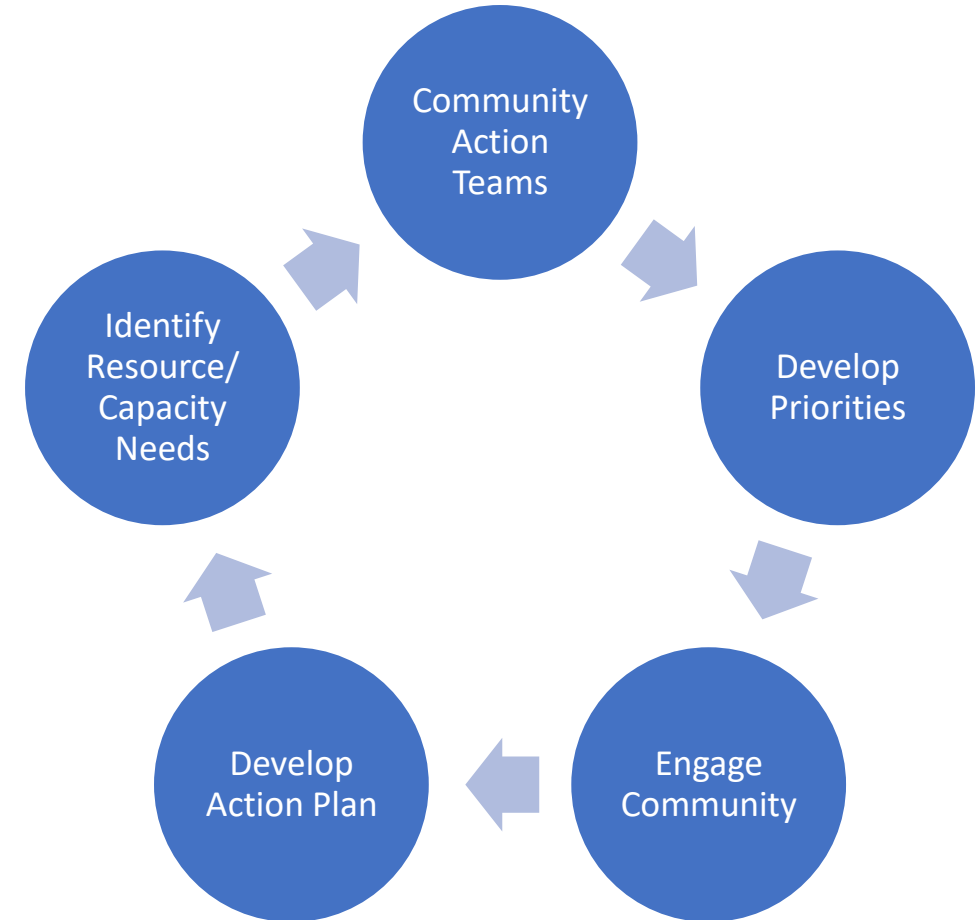 Community
Action
Teams
Develop
Priorities
Engage
Community
Develop
Action Plan
Identify
Resource/
Capacity
Needs